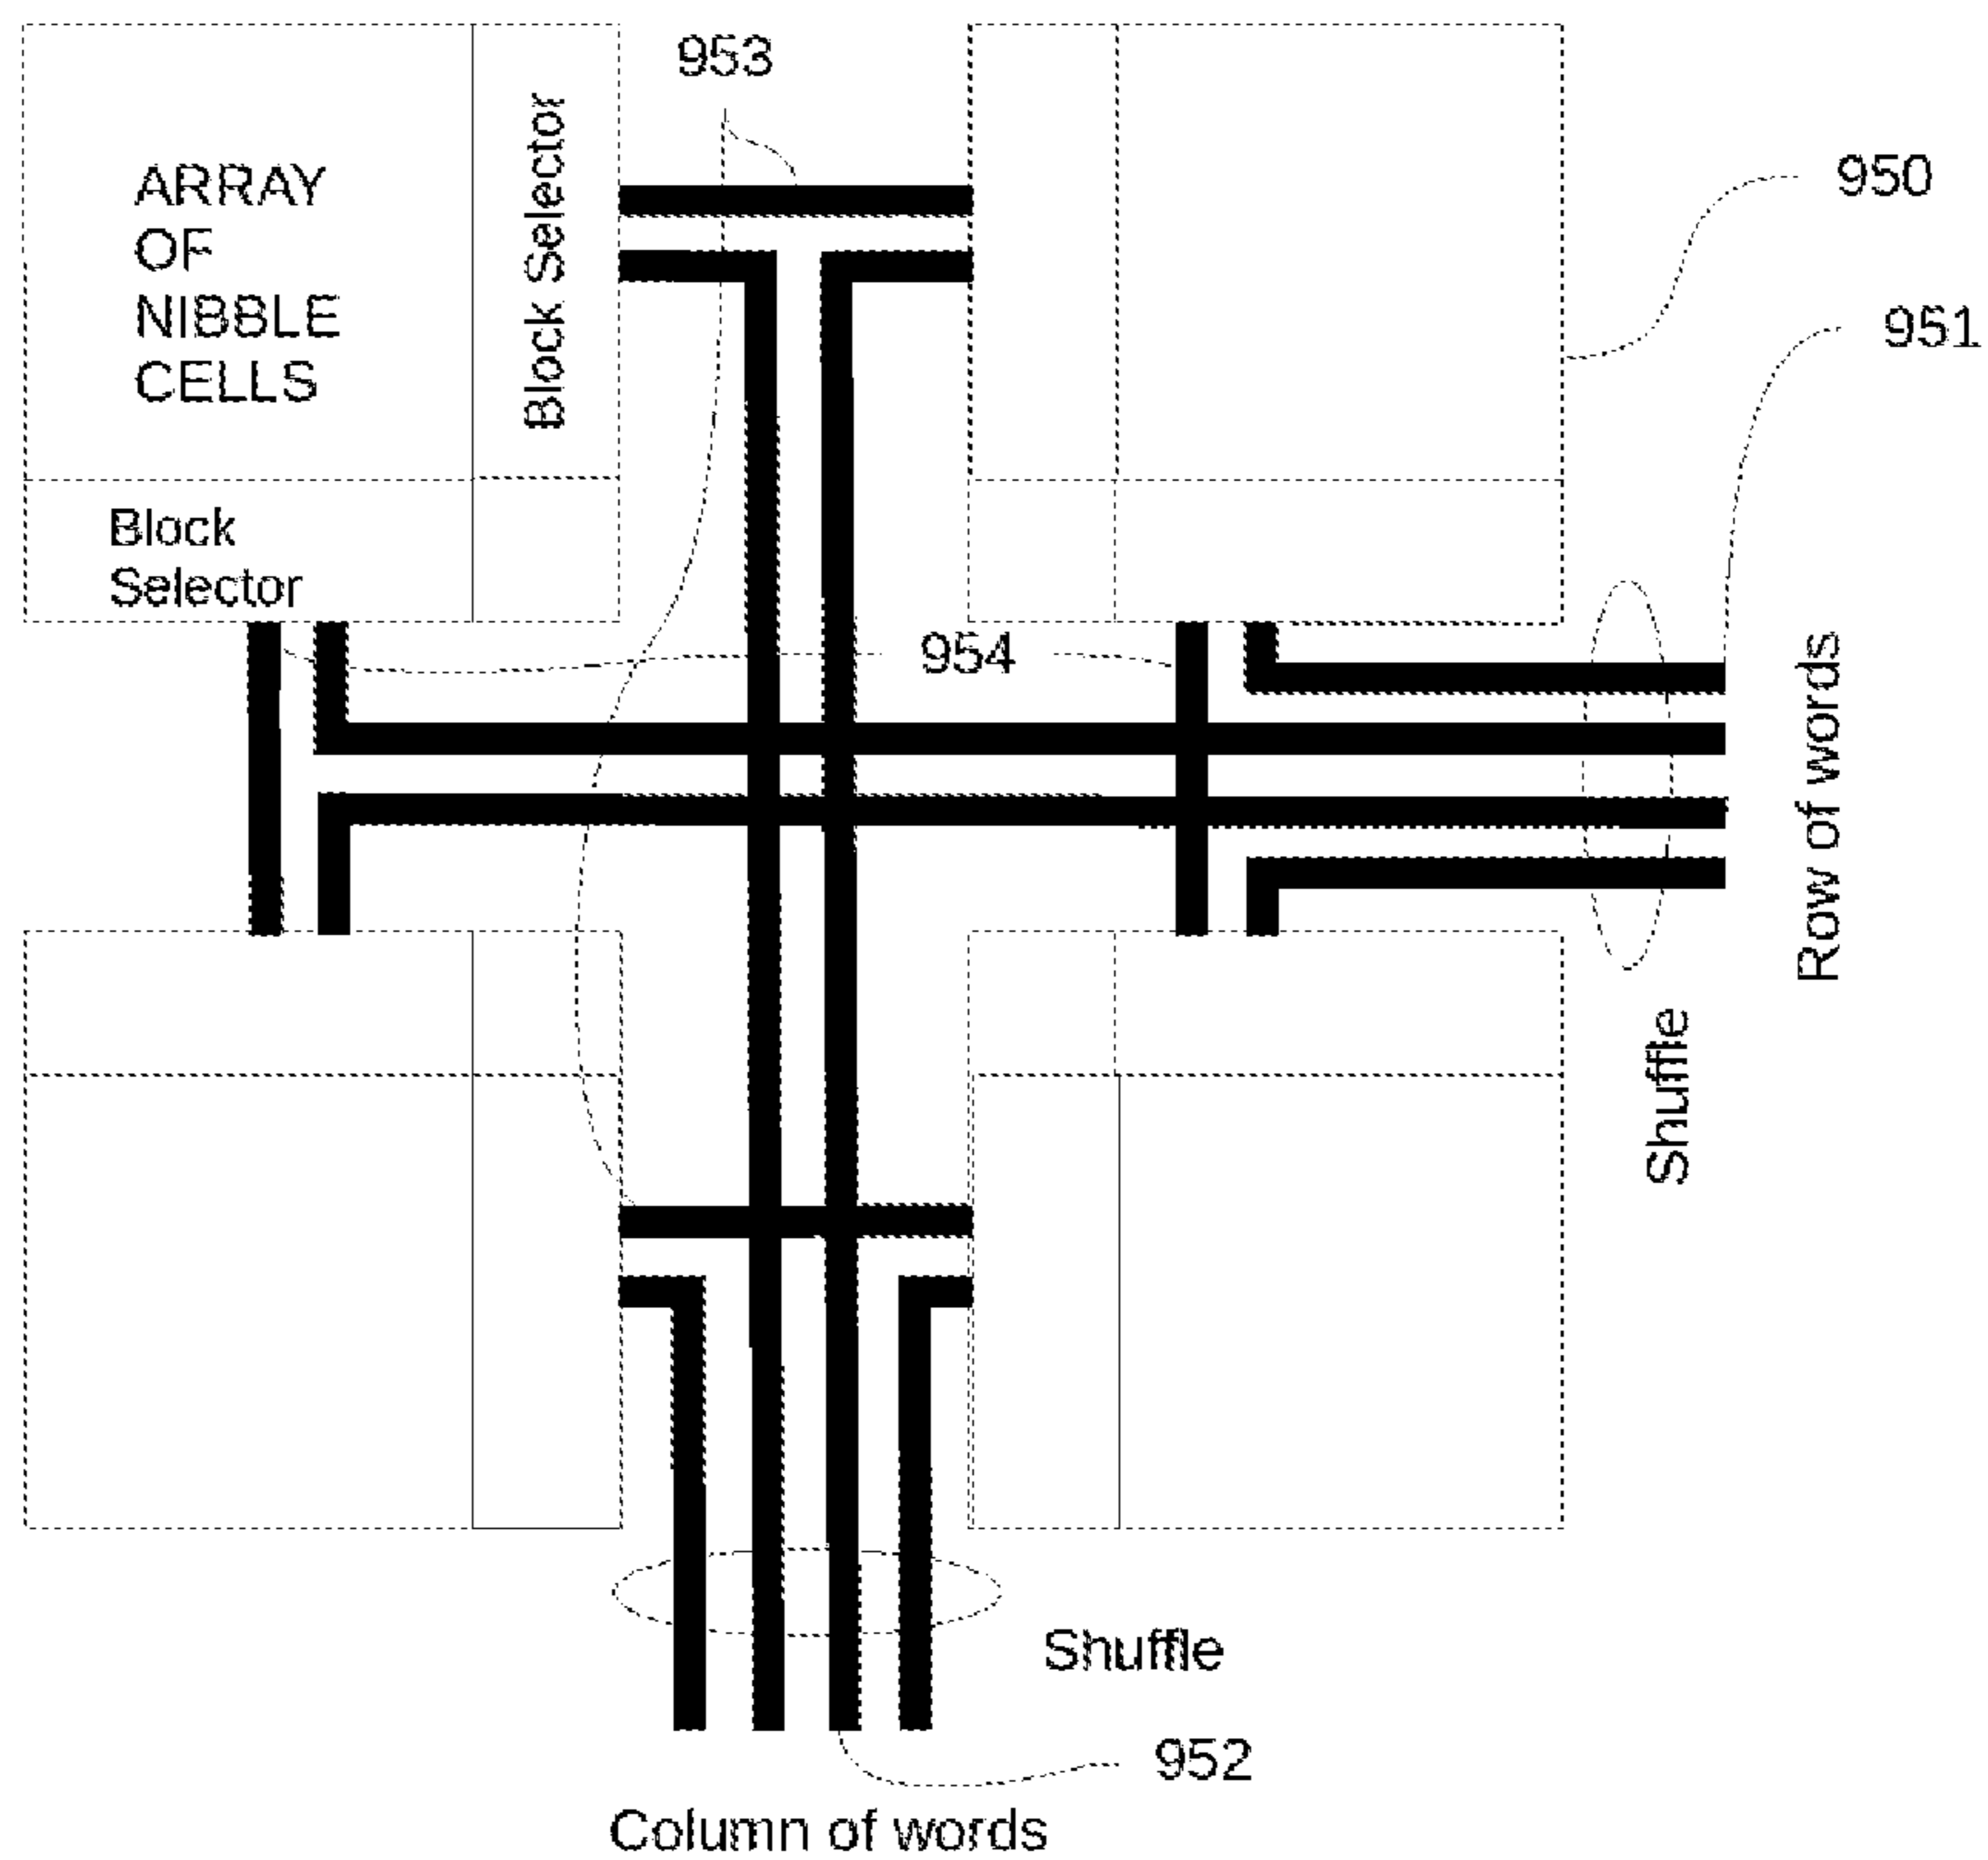 953
950
951
ARRAY
OF
NIBBLE
CELLS
Block Selector
Block
Selector
954
Row of words
Shuffle
Shuffle
952
Column of words